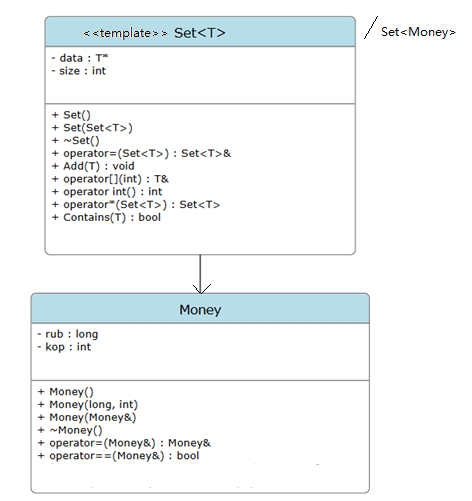 <<template>> Set<T>
Set<Money>
- data : T*
- size : int
+ Set()
+ Set(Set<T>)
+ ~Set()
+ operator=(Set<T>) : Set<T>&
+ Add(T) : void
+ operator[](int) : T&
+ operator int() : int
+ operator*(Set<T>) : Set<T>
+ Contains(T) : bool
Money
- rub : long
- kop : int
+ Money()
+ Money(long, int)
+ Money(Money&)
+ ~Money()
+ operator=(Money&) : Money&
+ operator==(Money&) : bool